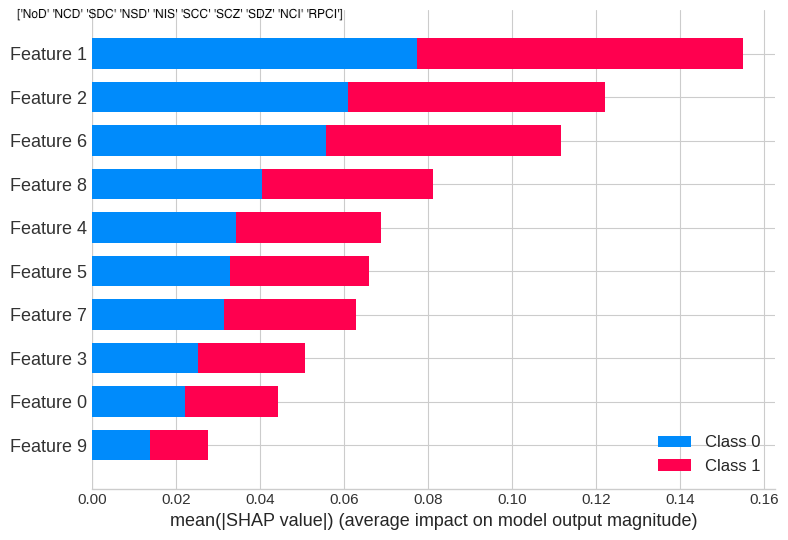 ['NoD' 'NCD' 'SDC' 'NSD' 'NIS' 'SCC' 'SCZ' 'SDZ' 'NCI' 'RPCI']
Feature 1
Feature 2
Feature 6
Feature 8
Feature 4
Feature 5
Feature 7
Feature 3
Feature 0
Feature 9
Class 0
Class 1
0.00 0.02 0.04 0.06 0.08 0.10 0.12 0.14 0.16
mean(|SHAP value|) (average impact on model output magnitude)